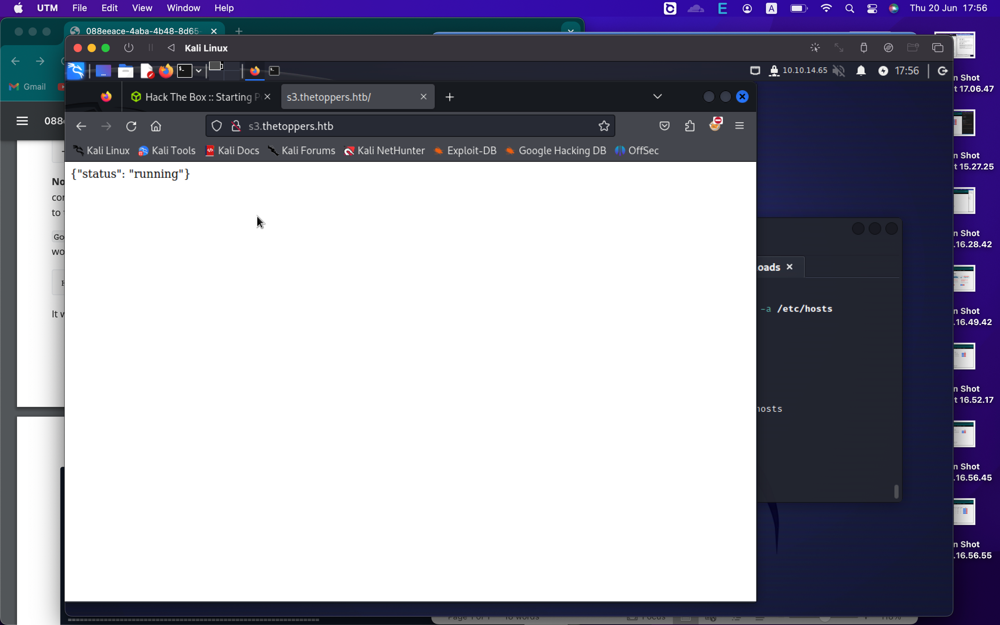 UTM File Edit View Window Help
A
Thu 20 Jun 17:56
088eeace-4aba-4b48-8d65-
Kali Linux
10.10.14.65
17:56
Gmail
Hack The Box :: Starting P
s3.thetoppers.htb/
s3.thetoppers.htb
Kali Linux Kali Tools Kali Docs Kali Forums Kali NetHunter Exploit-DB Google Hacking DB OffSec
{"status": "running"}
088
No
to
Go
wo
It
oads
-a /etc/hosts
hosts
n Shot
t 17.06.47
n Shot
t 15.27.25
n Shot
.16.28.42
n Shot
.16.49.42
n Shot
t 16.52.17
n Shot
.16.56.45
n Shot
.16.56.55